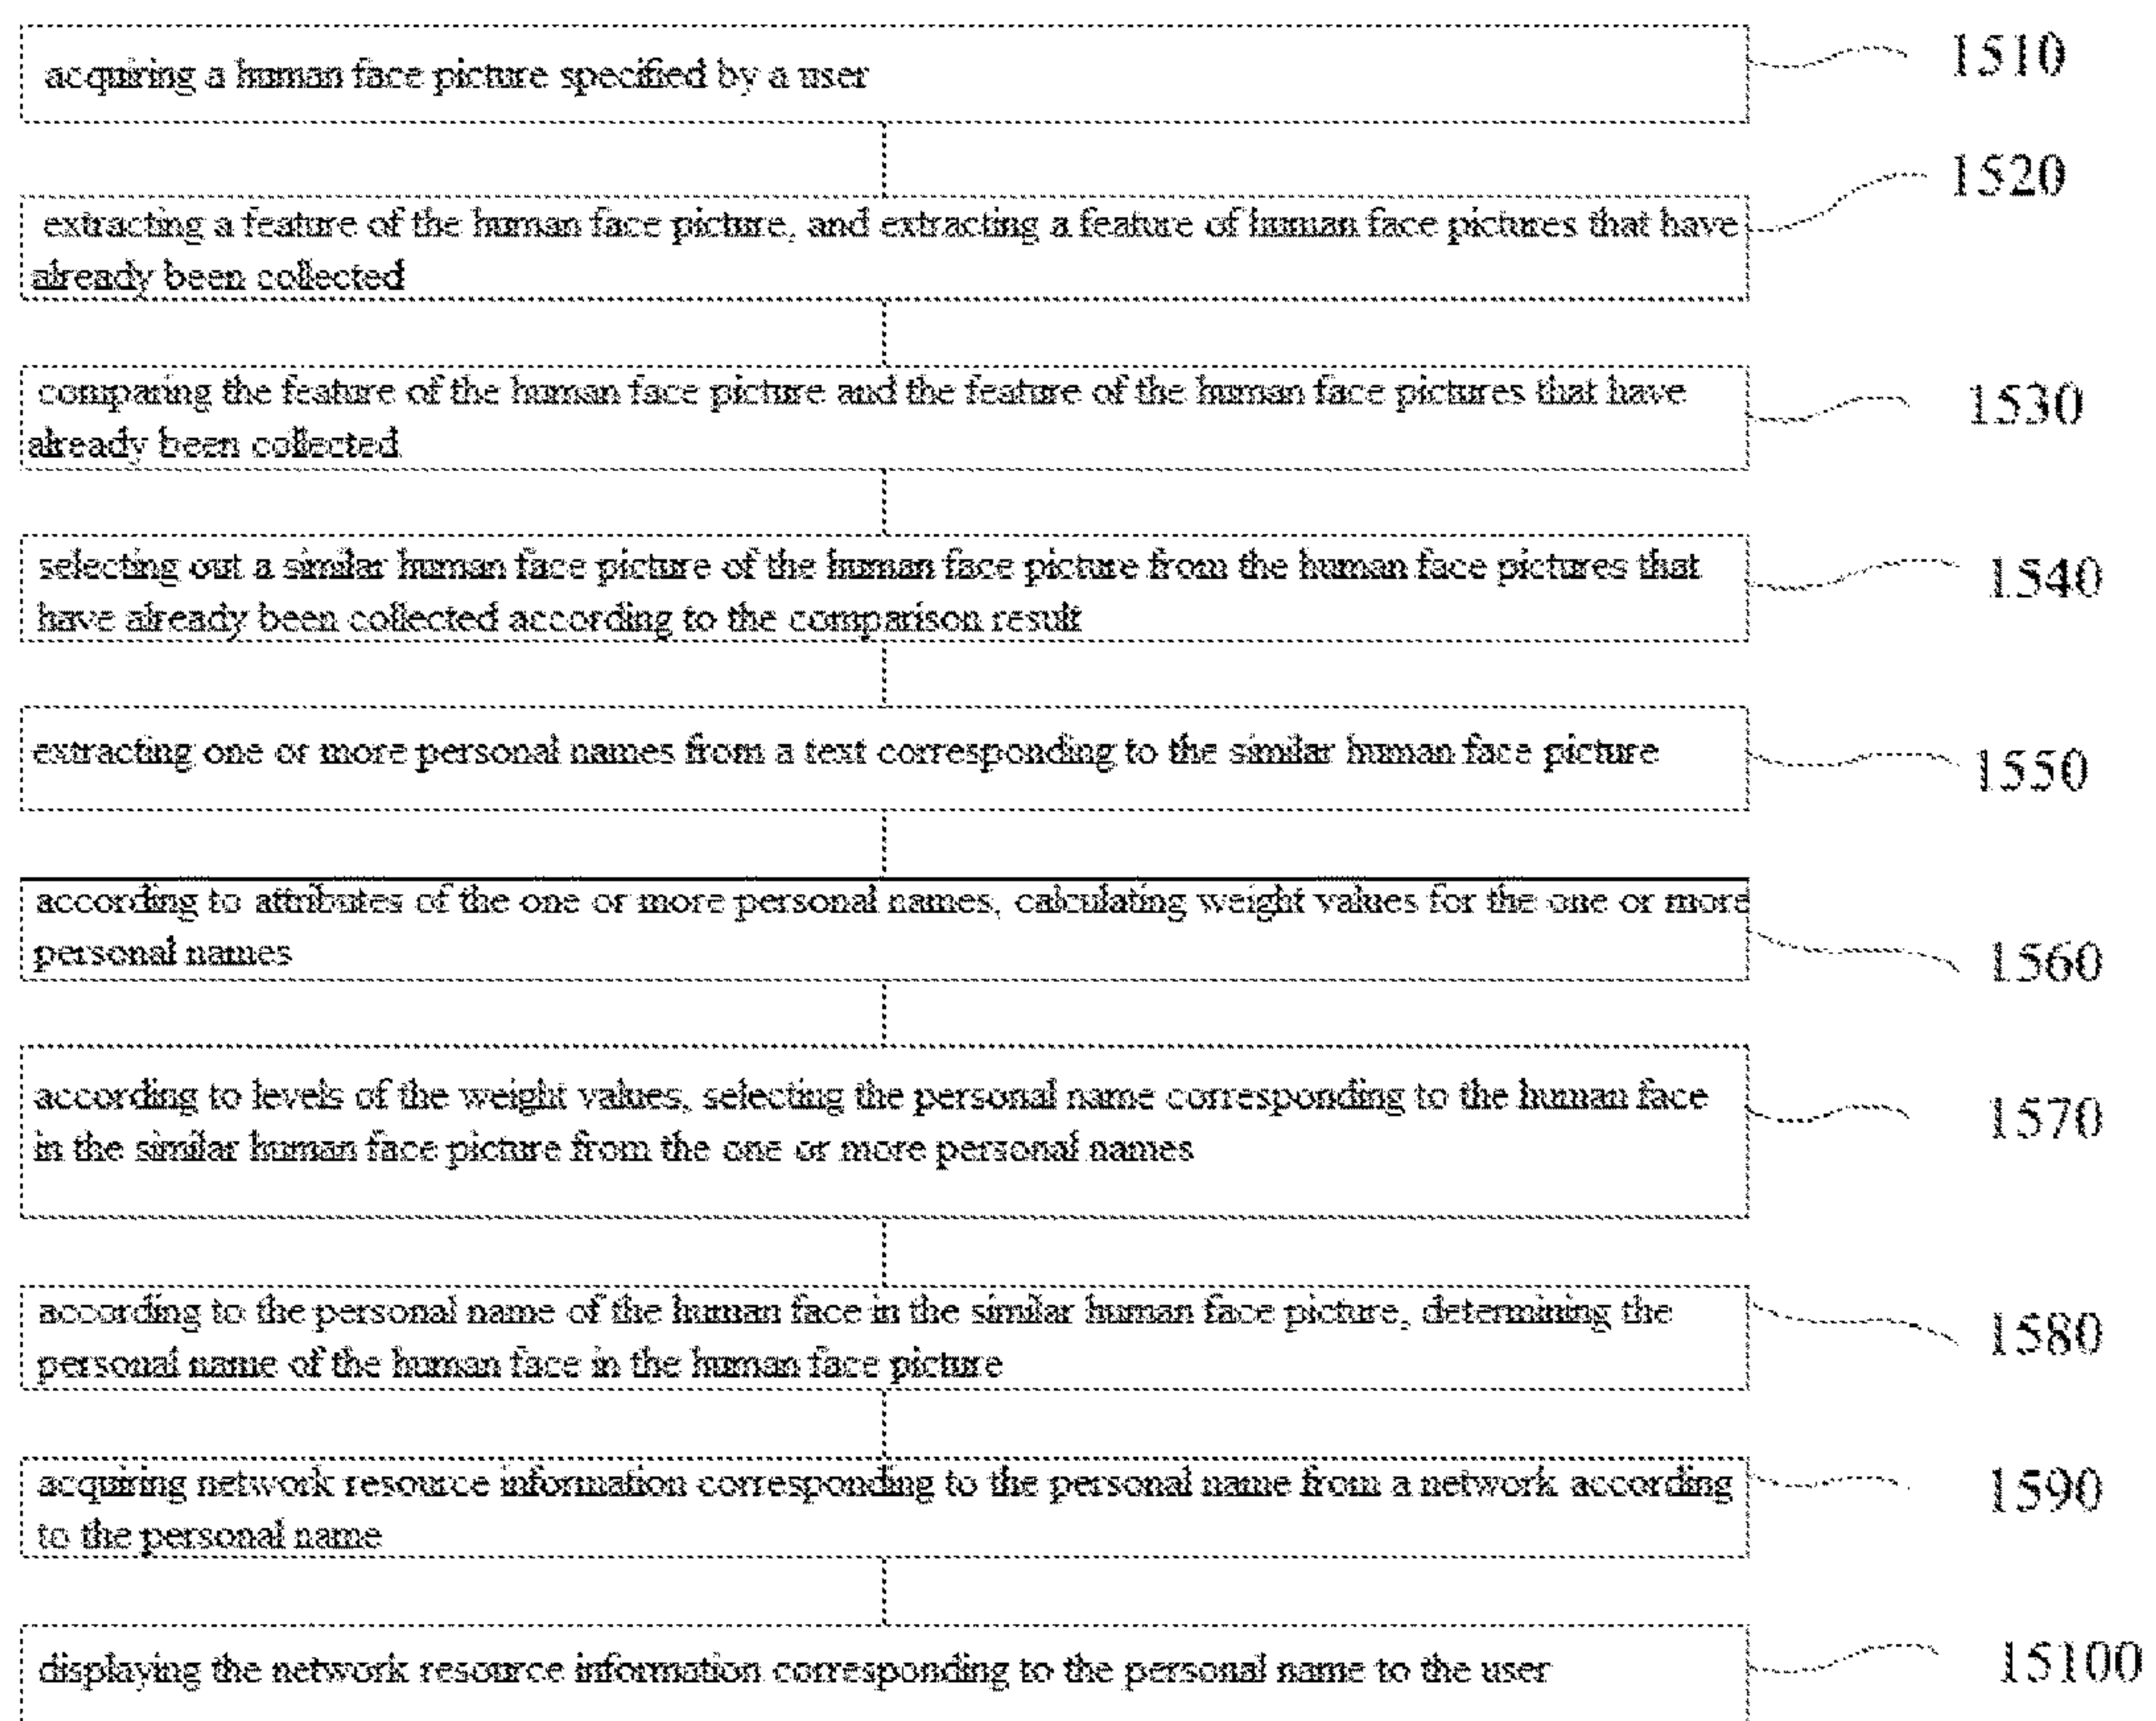 acquiring a human face picture specified by a user
1510
1520
extracting a feature of the human face picture, and extracting a feature of human face pictures that have
already been collected
comparing the feature of the human face picture and the feature of the human face pictures that have
already been collected
1530
selecting out a similar human face picture of the human face picture from the human face pictures that
have already been collected according to the comparison result
1540
extracting one or more personal names from a text corresponding to the similar human face picture
1550
according to attributes of the one or more personal names, calculating weight values for the one or more
personal names
1560
according to levels of the weight values, selecting the personal name corresponding to the human face
in the similar human face picture from the one or more personal names
1570
according to the personal name of the human face in the similar human face picture, determining the
personal name of the human face in the human face picture
1580
acquiring network resource information corresponding to the personal name from a network according
to the personal name
1590
displaying the network resource information corresponding to the personal name to the user
15100